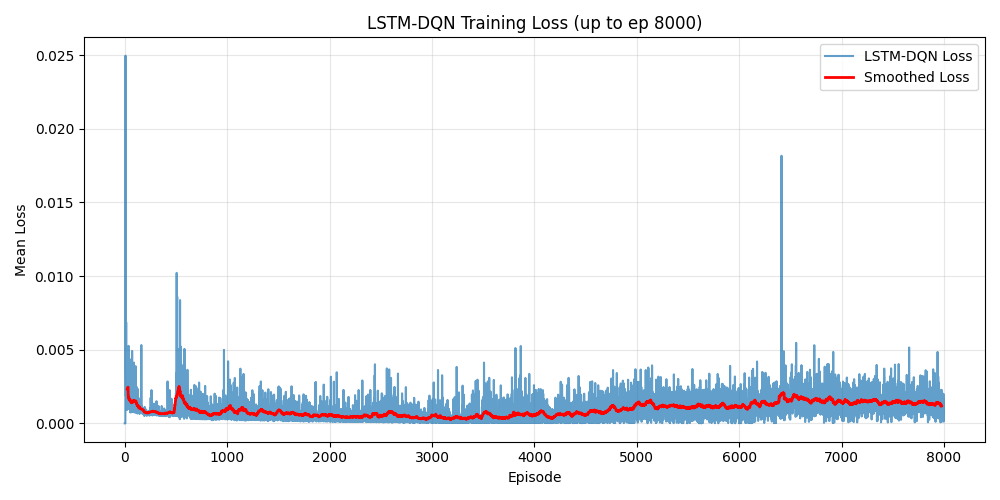 LSTM-DQN Training Loss (up to ep 8000)
LSTM-DQN Loss
Smoothed Loss
Mean Loss
0.025
0.020
0.015
0.010
0.005
0.000
0 1000 2000 3000 4000 5000 6000 7000 8000
Episode